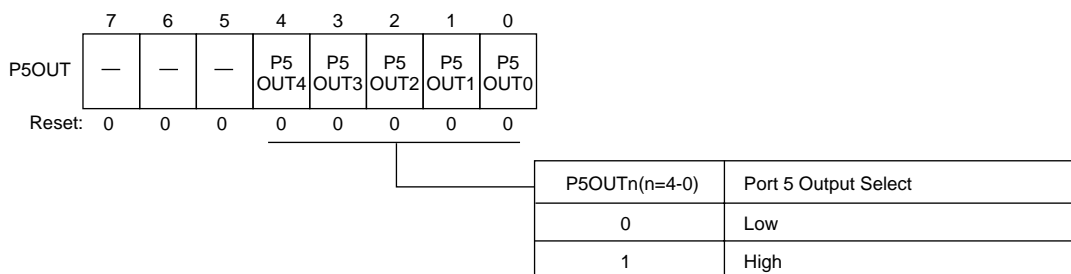 7 6 5 4 3 2 1 0
P5OUT — — — P5 OUT4 P5 OUT3 P5 OUT2 P5 OUT1 P5 OUT0
Reset: 0 0 0 0 0 0 0 0
P5OUTn(n=4-0) Port 5 Output Select
0 Low
1 High